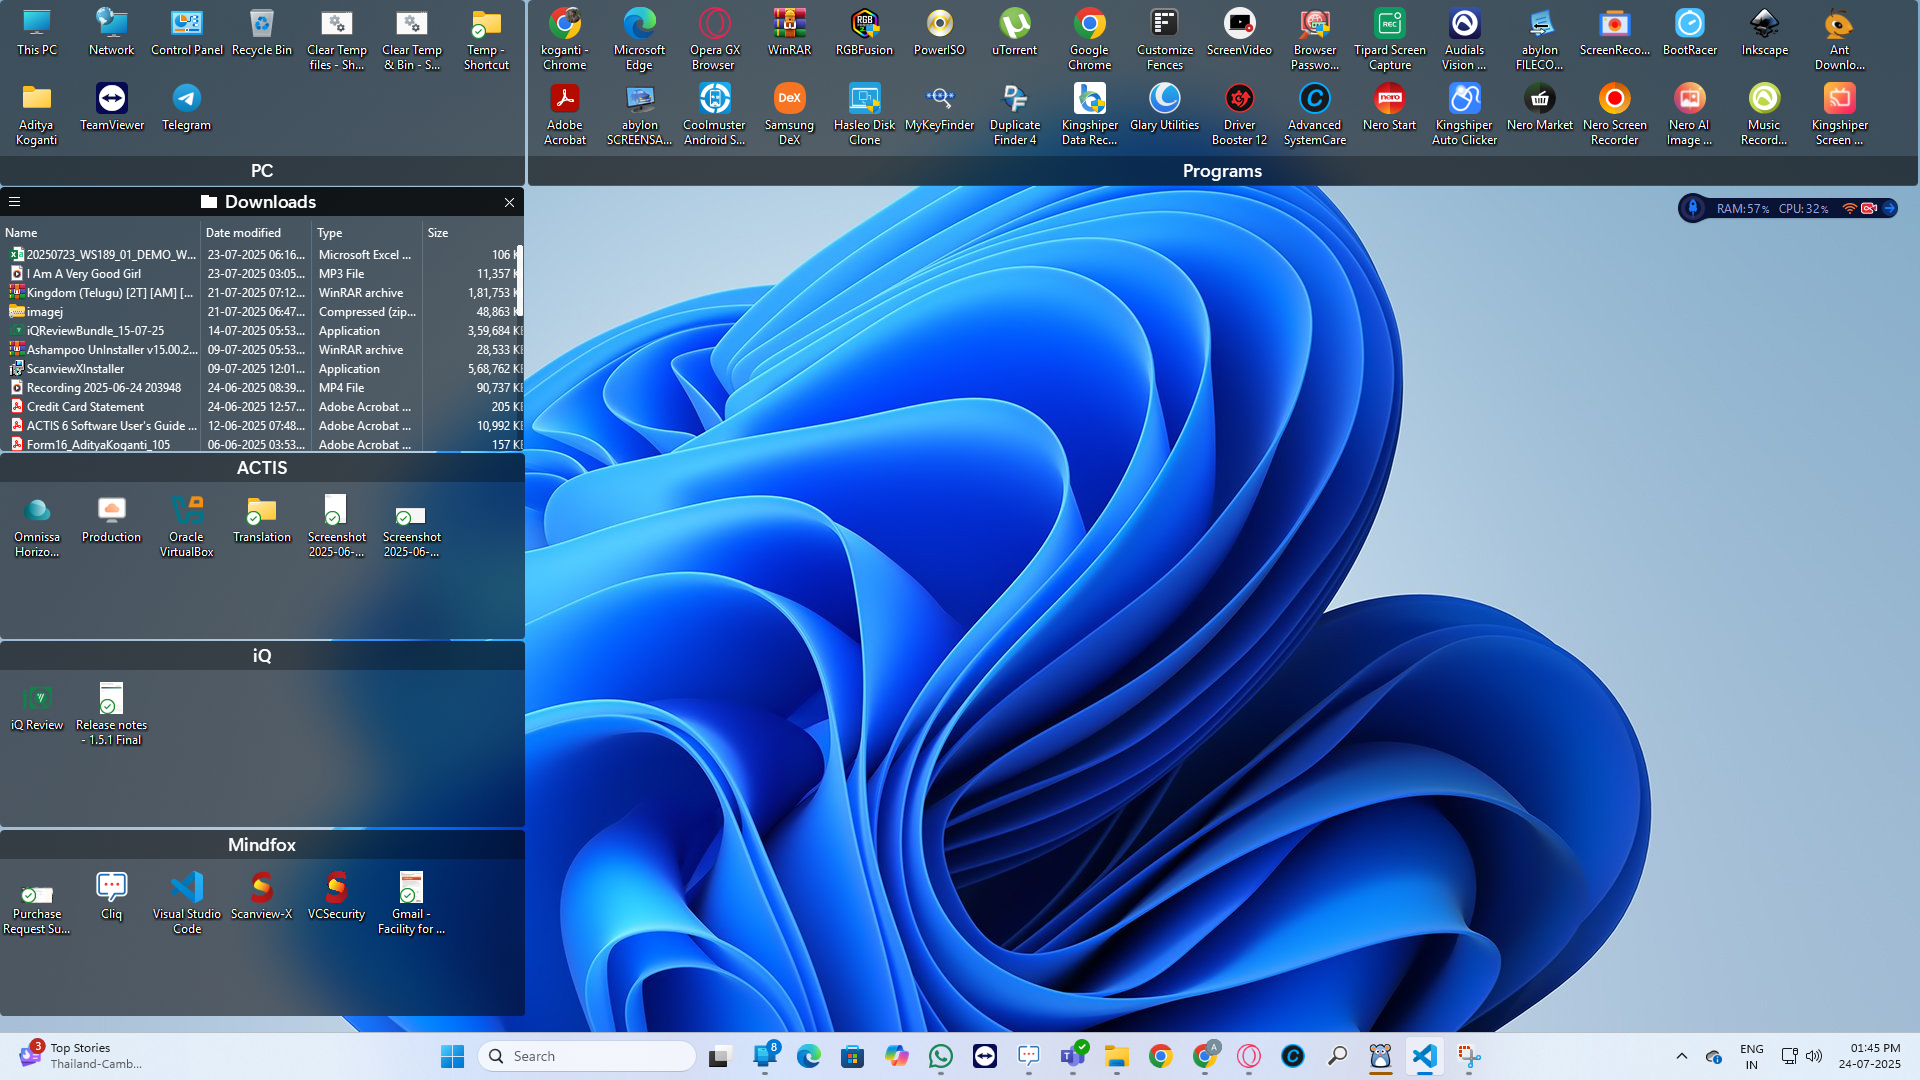 This PC
Network
Control Panel
Recycle Bin
Clear Temp files - Sh...
Clear Temp & Bin - S...
Temp - Shortcut
Aditya Koganti
TeamViewer
Telegram
PC
koganti - Chrome
Microsoft Edge
Opera GX Browser
WinRAR
RGBFusion
PowerISO
uTorrent
Google Chrome
Customize Fences
ScreenVideo
Browser Passwo...
Tipard Screen Capture
Audials Vision ...
abylon FILECO...
ScreenReco...
BootRacer
Inkscape
Ant Downlo...
Adobe Acrobat
abylon SCREENSA...
Coolmuster Android S...
Samsung DeX
Hasleo Disk Clone
MyKeyFinder
Duplicate Finder 4
Kingshiper Data Rec...
Glary Utilities
Driver Booster 12
Advanced SystemCare
Nero Start
Kingshiper Auto Clicker
Nero Market
Nero Screen Recorder
Nero AI Image ...
Music Record...
Kingshiper Screen ...
Programs
RAM:57% CPU:32%
Downloads
Name Date modified Type Size
20250723_WS189_01_DEMO_W... 23-07-2025 06:16... Microsoft Excel ... 106 K
I Am A Very Good Girl 23-07-2025 03:05... MP3 File 11,357 K
Kingdom (Telugu) [2T] [AM] [... 21-07-2025 07:12... WinRAR archive 1,81,753 K
imagej 21-07-2025 06:47... Compressed (zip... 48,863 K
iQReviewBundle_15-07-25 14-07-2025 05:53... Application 3,59,684 KB
Ashampoo UnInstaller v15.00.2... 09-07-2025 05:53... WinRAR archive 28,533 KB
ScanviewXInstaller 09-07-2025 12:01... Application 5,68,762 KB
Recording 2025-06-24 203948 24-06-2025 08:39... MP4 File 90,737 KB
Credit Card Statement 24-06-2025 12:57... Adobe Acrobat ... 205 KB
ACTIS 6 Software User's Guide ... 12-06-2025 07:48... Adobe Acrobat ... 10,992 KB
Form16_AdityaKoganti_105 06-06-2025 03:53... Adobe Acrobat ... 157 KB
ACTIS
Omnissa Horizo...
Production
Oracle VirtualBox
Translation
Screenshot 2025-06-...
Screenshot 2025-06-...
iQ
iQ Review
Release notes - 1.5.1 Final
Mindfox
Purchase Request Su...
Cliq
Visual Studio Code
Scanview-X
VCSecurity
Gmail - Facility for ...
3
Top Stories
Thailand-Camb...
Search
8
A
ENG
IN
01:45 PM
24-07-2025